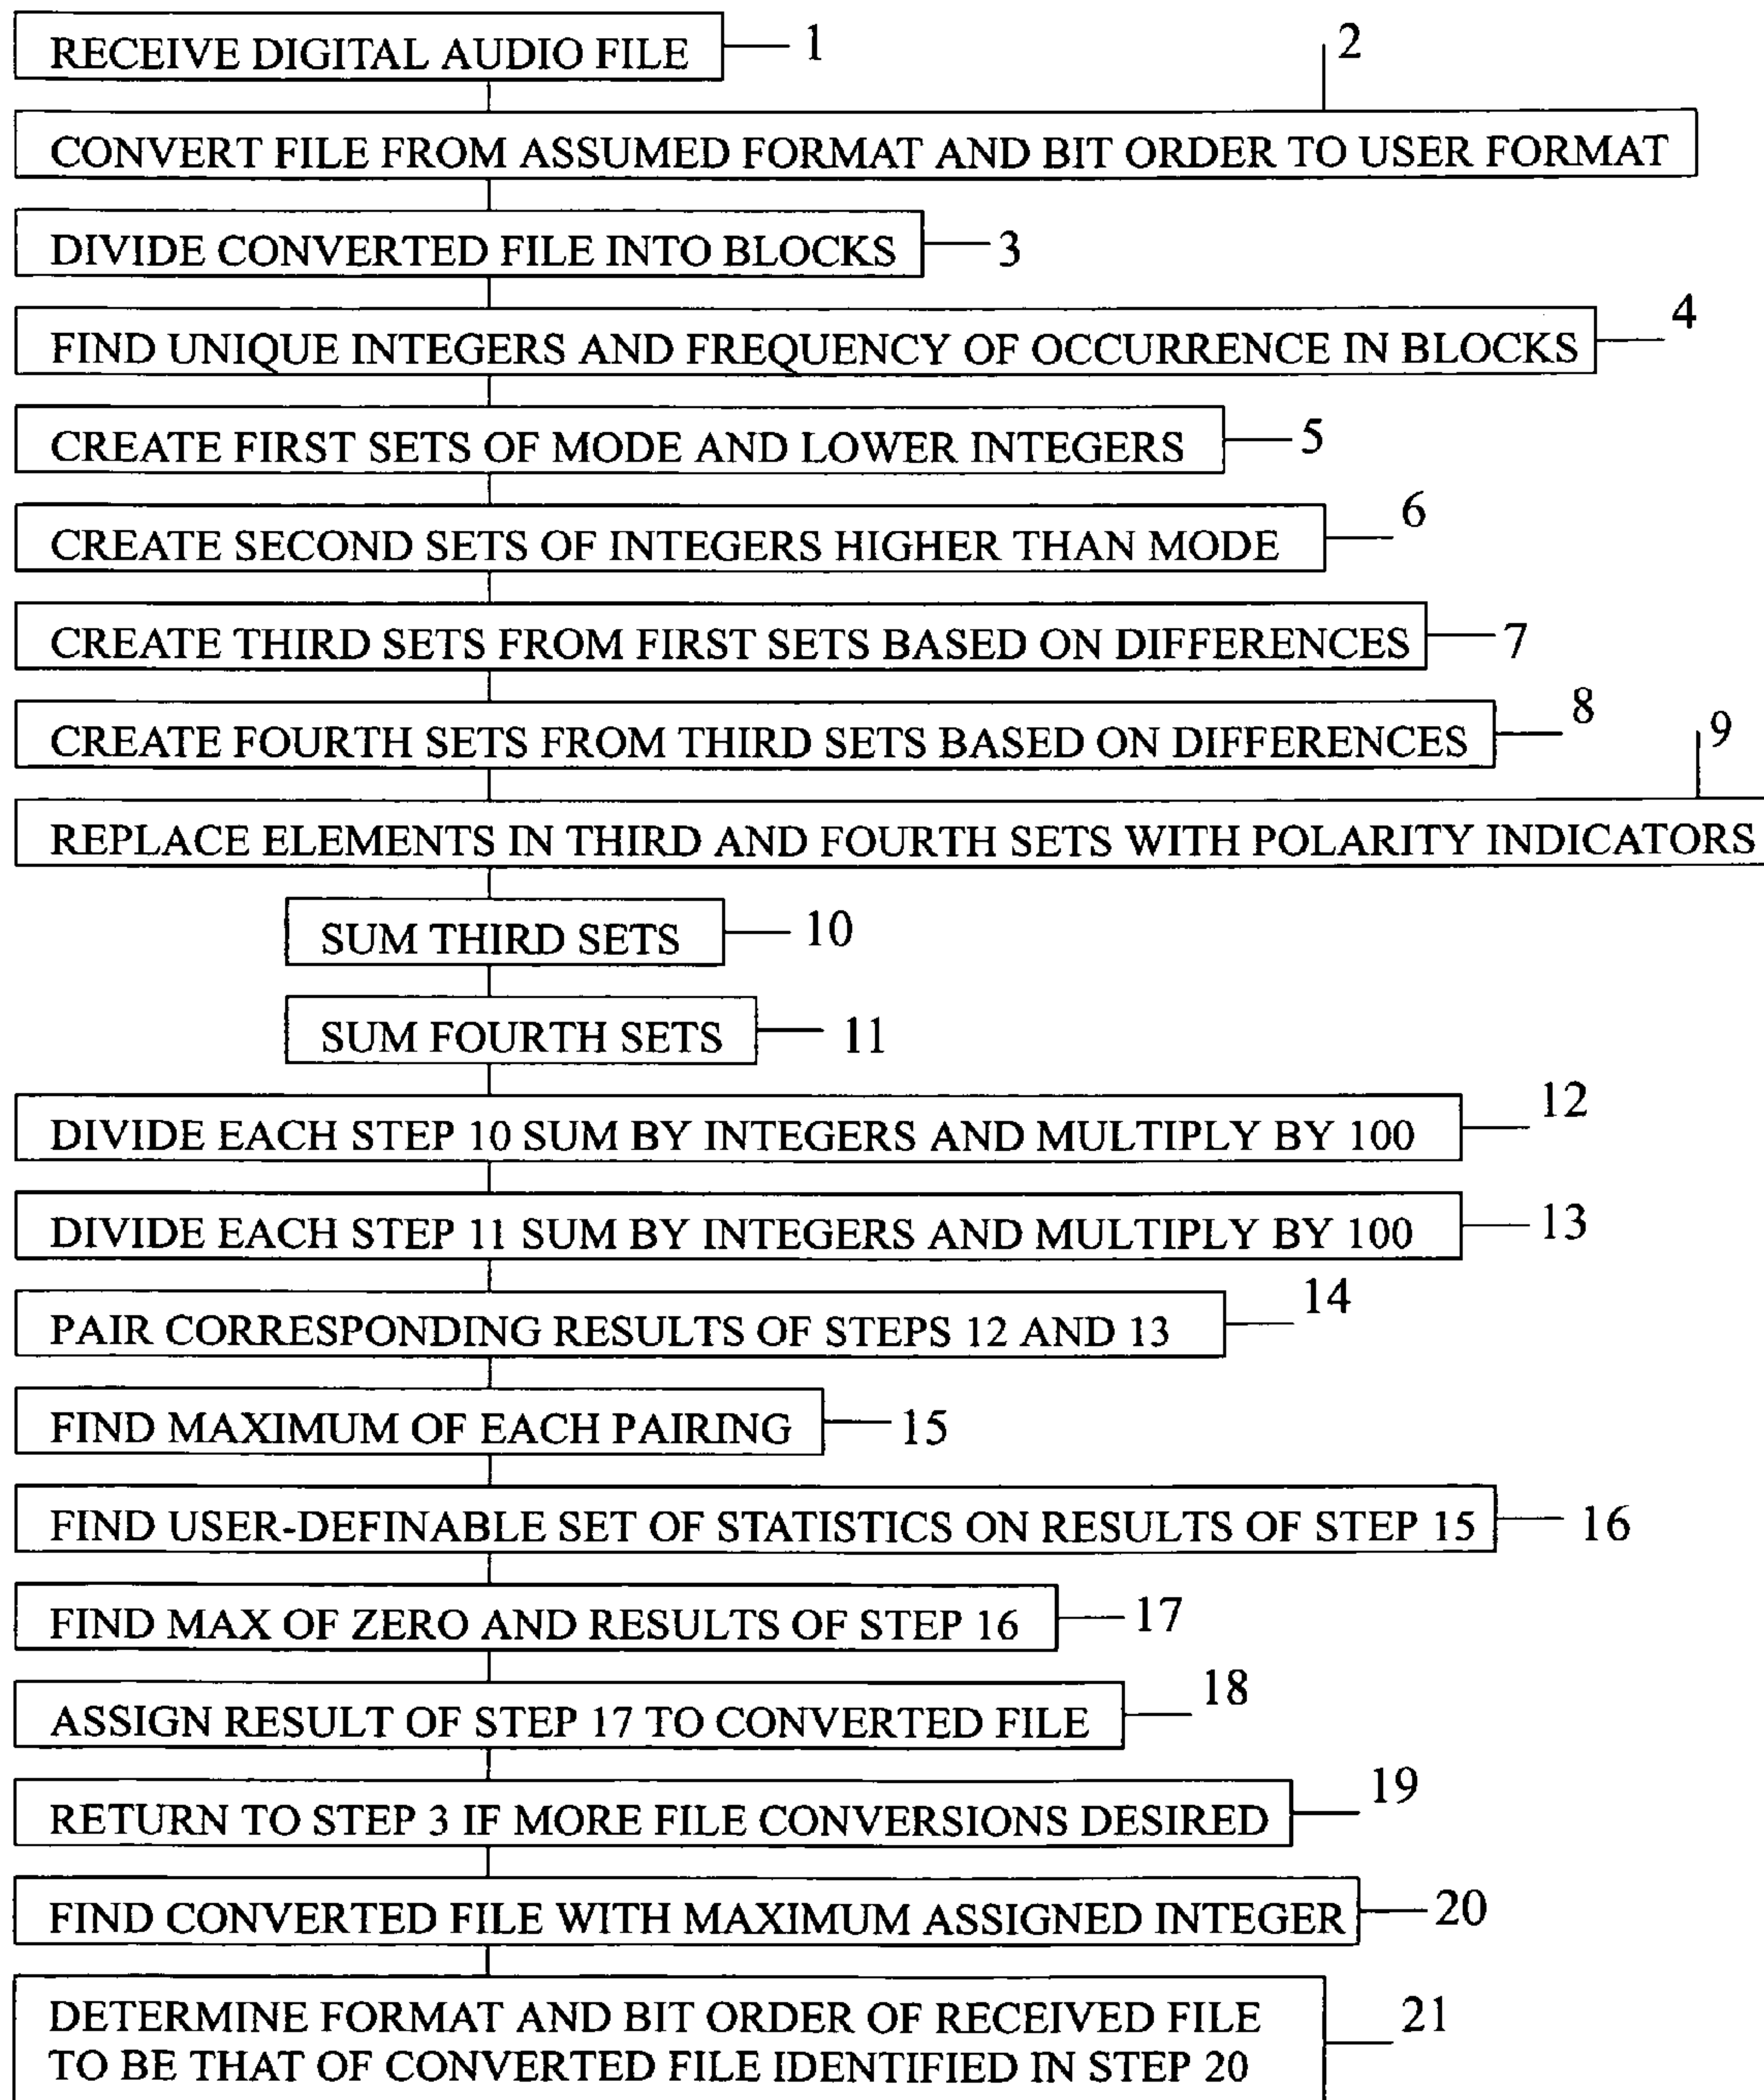 RECEIVE DIGITAL AUDIO FILE 1
2
CONVERT FILE FROM ASSUMED FORMAT AND BIT ORDER TO USER FORMAT
DIVIDE CONVERTED FILE INTO BLOCKS 3
FIND UNIQUE INTEGERS AND FREQUENCY OF OCCURRENCE IN BLOCKS 4
CREATE FIRST SETS OF MODE AND LOWER INTEGERS 5
CREATE SECOND SETS OF INTEGERS HIGHER THAN MODE 6
CREATE THIRD SETS FROM FIRST SETS BASED ON DIFFERENCES 7
CREATE FOURTH SETS FROM THIRD SETS BASED ON DIFFERENCES 8
9
REPLACE ELEMENTS IN THIRD AND FOURTH SETS WITH POLARITY INDICATORS
SUM THIRD SETS 10
SUM FOURTH SETS 11
DIVIDE EACH STEP 10 SUM BY INTEGERS AND MULTIPLY BY 100 12
DIVIDE EACH STEP 11 SUM BY INTEGERS AND MULTIPLY BY 100 13
PAIR CORRESPONDING RESULTS OF STEPS 12 AND 13 14
FIND MAXIMUM OF EACH PAIRING 15
FIND USER-DEFINABLE SET OF STATISTICS ON RESULTS OF STEP 15 16
FIND MAX OF ZERO AND RESULTS OF STEP 16 17
ASSIGN RESULT OF STEP 17 TO CONVERTED FILE 18
RETURN TO STEP 3 IF MORE FILE CONVERSIONS DESIRED 19
FIND CONVERTED FILE WITH MAXIMUM ASSIGNED INTEGER 20
DETERMINE FORMAT AND BIT ORDER OF RECEIVED FILE 21
TO BE THAT OF CONVERTED FILE IDENTIFIED IN STEP 20